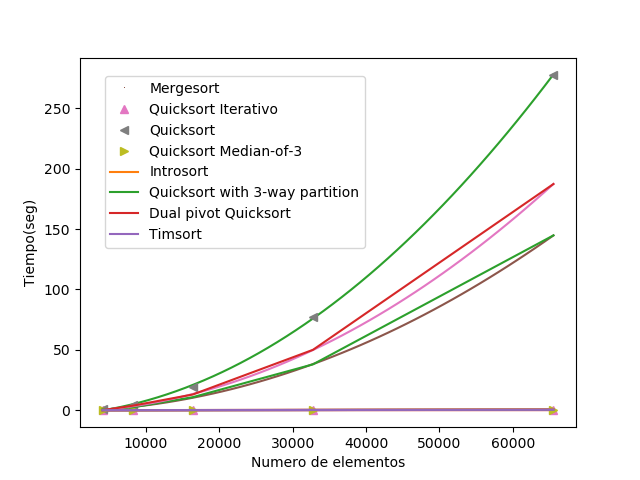 250
200
150
100
50
0
Tiempo(seg)
Mergesort
Quicksort Iterativo
Quicksort
Quicksort Median-of-3
Introsort
Quicksort with 3-way partition
Dual pivot Quicksort
Timsort
10000 20000 30000 40000 50000 60000
Numero de elementos